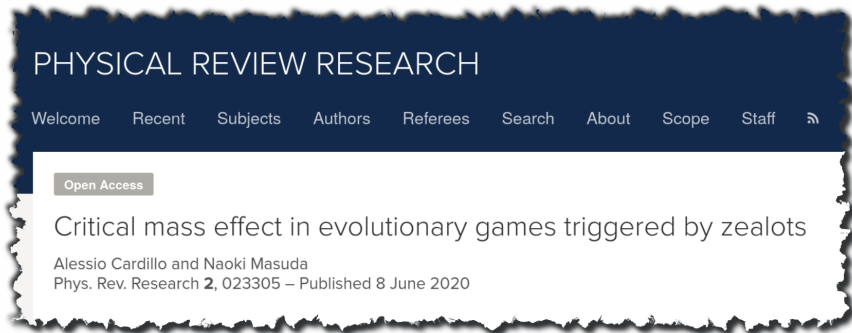 PHYSICAL REVIEW RESEARCH
Welcome Recent Subjects Authors Referees Search About Scope Staff
Open Access
Critical mass effect in evolutionary games triggered by zealots
Alessio Cardillo and Naoki Masuda
Phys. Rev. Research 2, 023305 – Published 8 June 2020